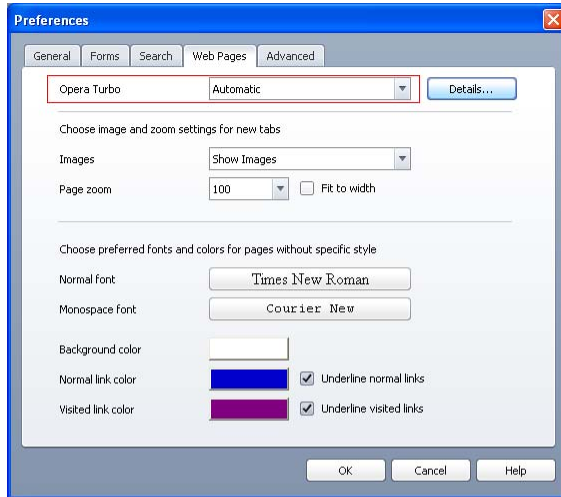 Preferences
General Forms Search Web Pages Advanced
Opera Turbo Automatic Details...
Choose image and zoom settings for new tabs
Images Show Images
Page zoom 100 Fit to width
Choose preferred fonts and colors for pages without specific style
Normal font Times New Roman
Monospace font Courier New
Background color
Normal link color Underline normal links
Visited link color Underline visited links
OK Cancel Help